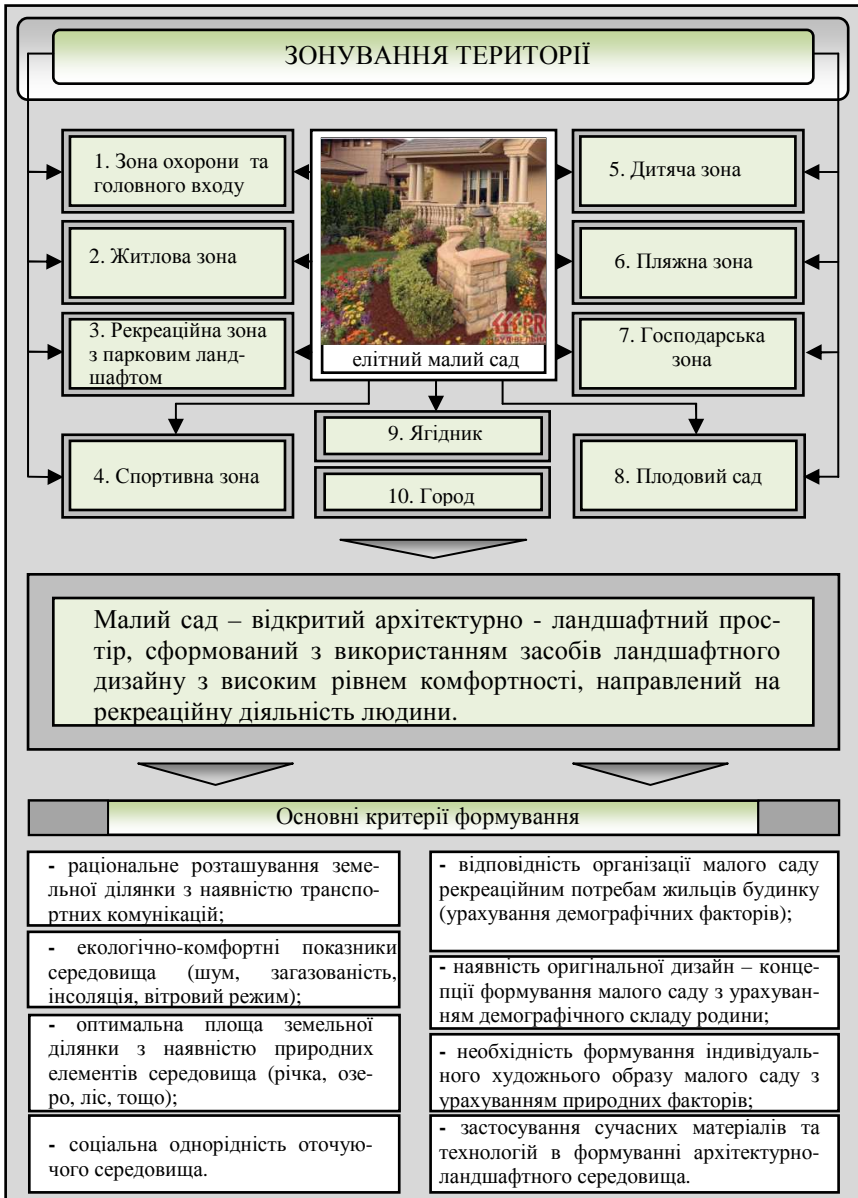 ЗОНУВАННЯ ТЕРИТОРІЇ
1. Зона охорони та
головного входу
2. Житлова зона
3. Рекреаційна зона
з парковим ланд-
шафтом
4. Спортивна зона
елітний малий сад
9. Ягідник
10. Город
5. Дитяча зона
6. Пляжна зона
7. Господарська
зона
8. Плодовий сад
Малий сад – відкритий архітектурно - ландшафтний прос-
тір, сформований з використанням засобів ландшафтного
дизайну з високим рівнем комфортності, направлений на
рекреаційну діяльність людини.
Основні критерії формування
- раціональне розташування земе-
льної ділянки з наявністю транспо-
ртних комунікацій;
- екологічно-комфортні показники
середовища (шум, загазованість,
інсоляція, вітровий режим);
- оптимальна площа земельної
ділянки з наявністю природних
елементів середовища (річка, озе-
ро, ліс, тощо);
- соціальна однорідність оточую-
чого середовища.
- відповідність організації малого саду
рекреаційним потребам жильців будинку
(урахування демографічних факторів);
- наявність оригінальної дизайн – конце-
пції формування малого саду з урахуван-
ням демографічного складу родини;
- необхідність формування індивідуаль-
ного художнього образу малого саду з
урахуванням природних факторів;
- застосування сучасних матеріалів та
технологій в формуванні архітектурно-
ландшафтного середовища.